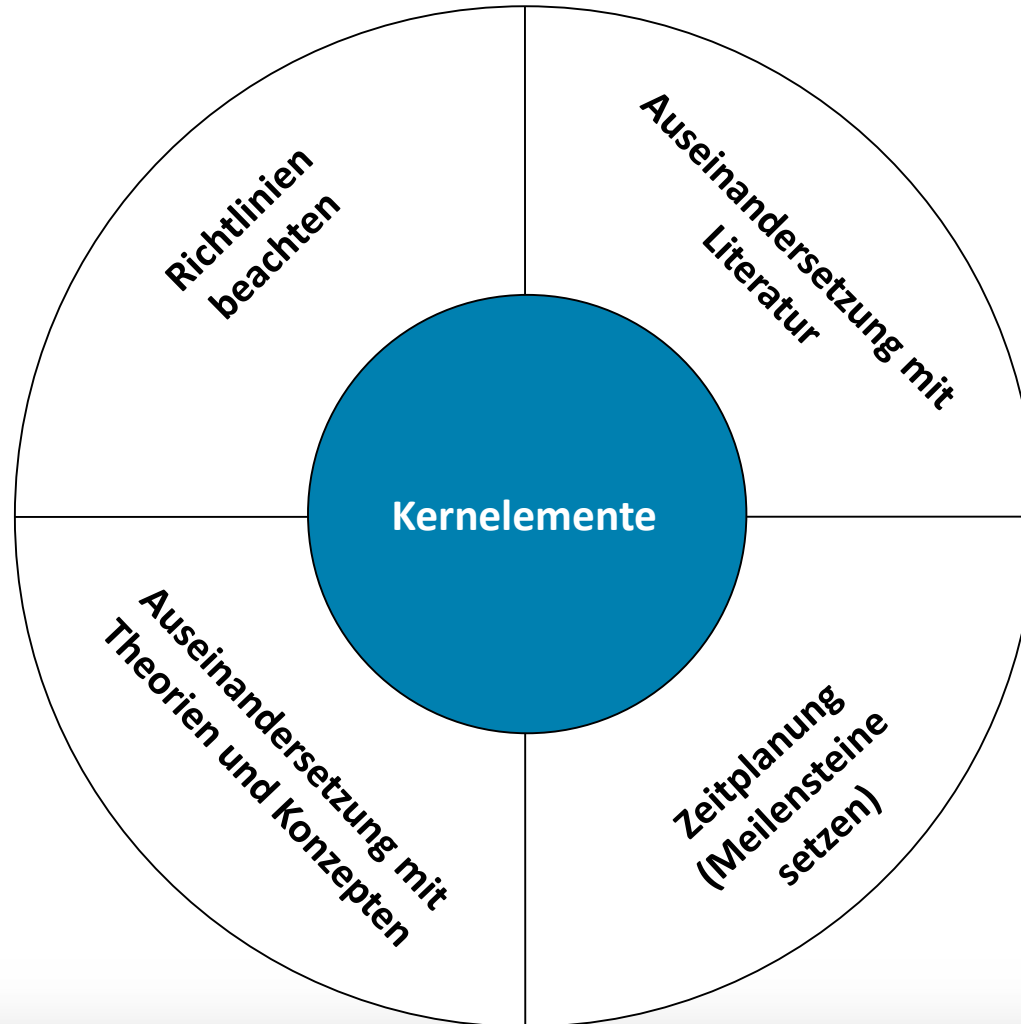 Richtlinien
beachten
Auseinandersetzung mit
Literatur
Kernelemente
Auseinandersetzung mit
Theorien und Konzepten
Zeitplanung
(Meilensteine
setzen)